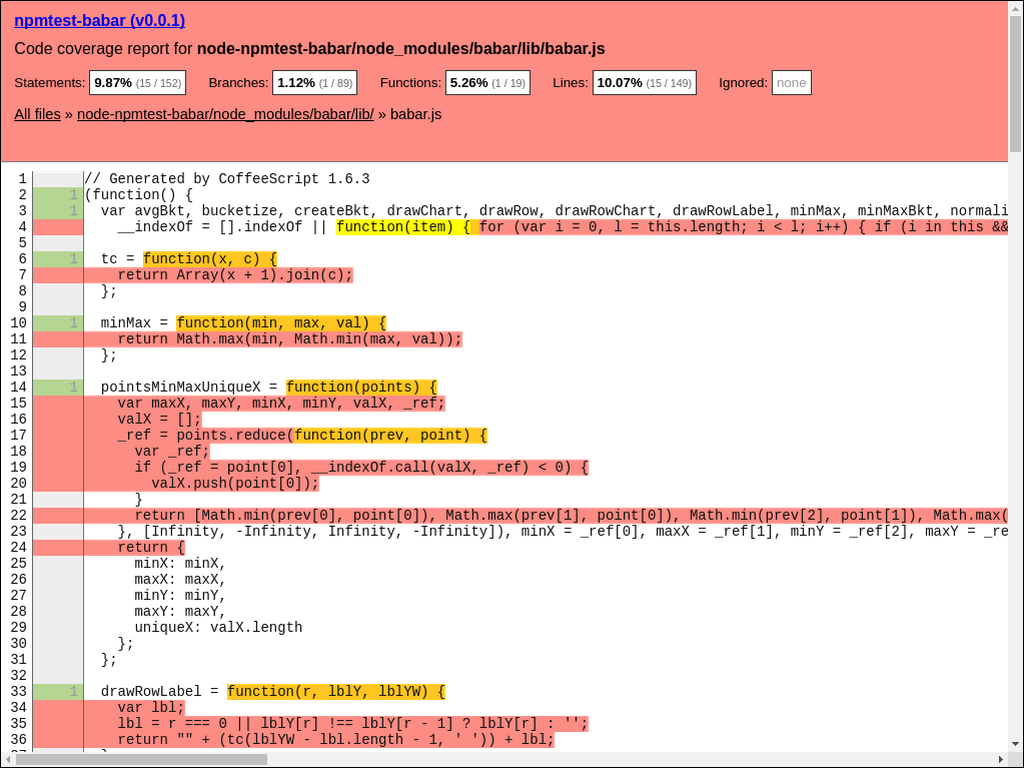 npmtest-babar (v0.0.1)
Code coverage report for node-npmtest-babar/node_modules/babar/lib/babar.js
Statements: 9.87% (15 / 152) Branches: 1.12% (1 / 89) Functions: 5.26% (1 / 19) Lines: 10.07% (15 / 149) Ignored: none
All files » node-npmtest-babar/node_modules/babar/lib/ » babar.js
1 // Generated by CoffeeScript 1.6.3
2 1 (function() {
3 1 var avgBkt, bucketize, createBkt, drawChart, drawRow, drawRowChart, drawRowLabel, minMax, minMaxBkt, normali
4 __indexOf = [].indexOf || function(item) { for (var i = 0, l = this.length; i < l; i++) { if (i in this &&
5
6 1 tc = function(x, c) {
7 return Array(x + 1).join(c);
8 };
9
10 1 minMax = function(min, max, val) {
11 return Math.max(min, Math.min(max, val));
12 };
13
14 1 pointsMinMaxUniqueX = function(points) {
15 var maxX, maxY, minX, minY, valX, _ref;
16 valX = [];
17 _ref = points.reduce(function(prev, point) {
18 var _ref;
19 if (_ref = point[0], __indexOf.call(valX, _ref) < 0) {
20 valX.push(point[0]);
21 }
22 return [Math.min(prev[0], point[0]), Math.max(prev[1], point[0]), Math.min(prev[2], point[1]), Math.max(
23 }, [Infinity, -Infinity, Infinity, -Infinity]), minX = _ref[0], maxX = _ref[1], minY = _ref[2], maxY = _re
24 return {
25 minX: minX,
26 maxX: maxX,
27 minY: minY,
28 maxY: maxY,
29 uniqueX: valX.length
30 };
31 };
32
33 1 drawRowLabel = function(r, lblY, lblYW) {
34 var lbl;
35 lbl = r === 0 || lblY[r] !== lblY[r - 1] ? lblY[r] : '';
36 return "" + (tc(lblYW - lbl.length - 1, ' ')) + lbl;